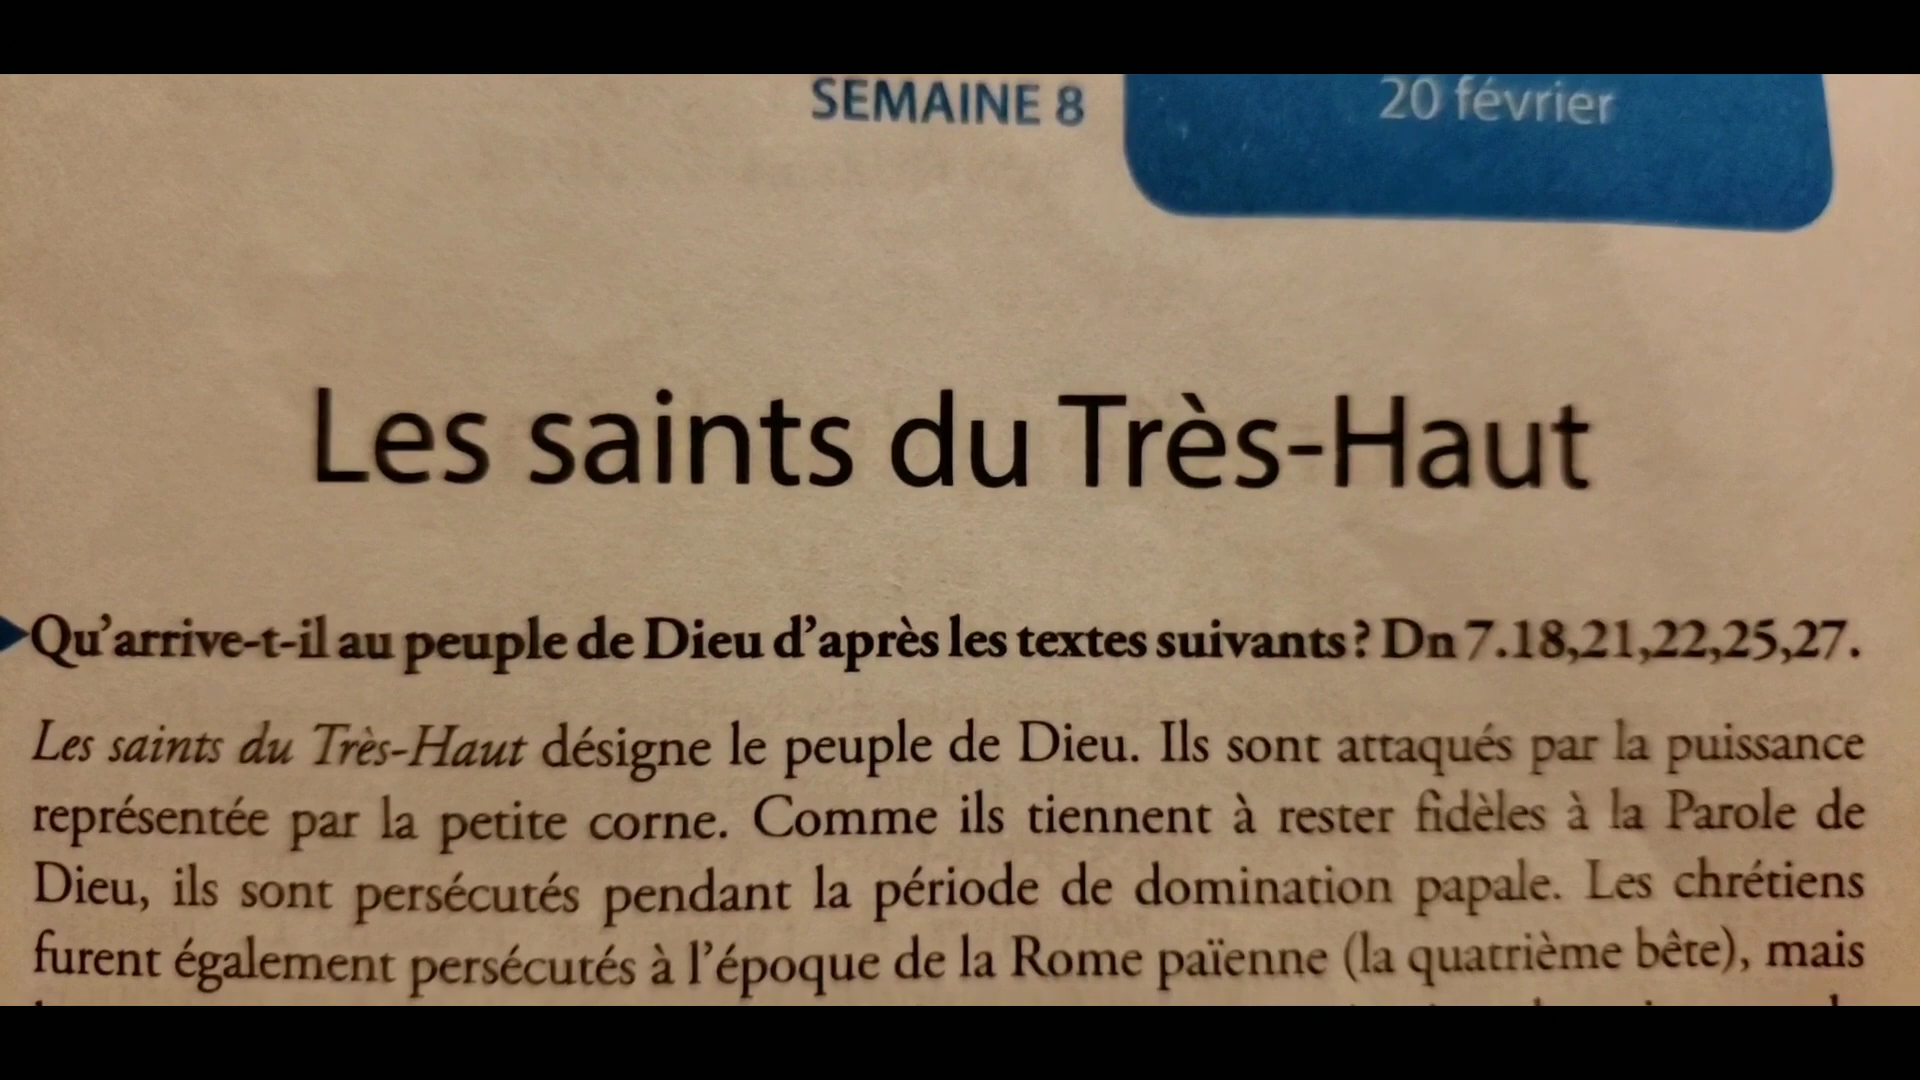 SEMAINE 8
20 février
Les saints du Très-Haut
Qu'arrive-t-il au peuple de Dieu d'après les textes suivants ? Dn 7.18,21,22,25,27.
Les saints du Très-Haut désigne le peuple de Dieu. Ils sont attaqués par la puissance
représentée par la petite corne. Comme ils tiennent à rester fidèles à la Parole de
Dieu, ils sont persécutés pendant la période de domination papale. Les chrétiens
furent également persécutés à l'époque de la Rome païenne (la quatrième bête), mais